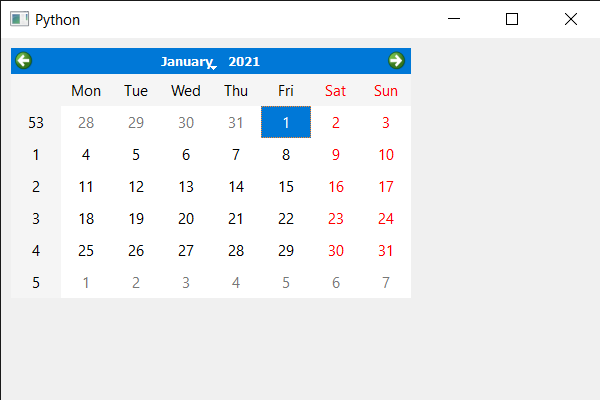 Python
January 2021
Mon Tue Wed Thu Fri Sat Sun
53 28 29 30 31 1 2 3
1 4 5 6 7 8 9 10
2 11 12 13 14 15 16 17
3 18 19 20 21 22 23 24
4 25 26 27 28 29 30 31
5 1 2 3 4 5 6 7